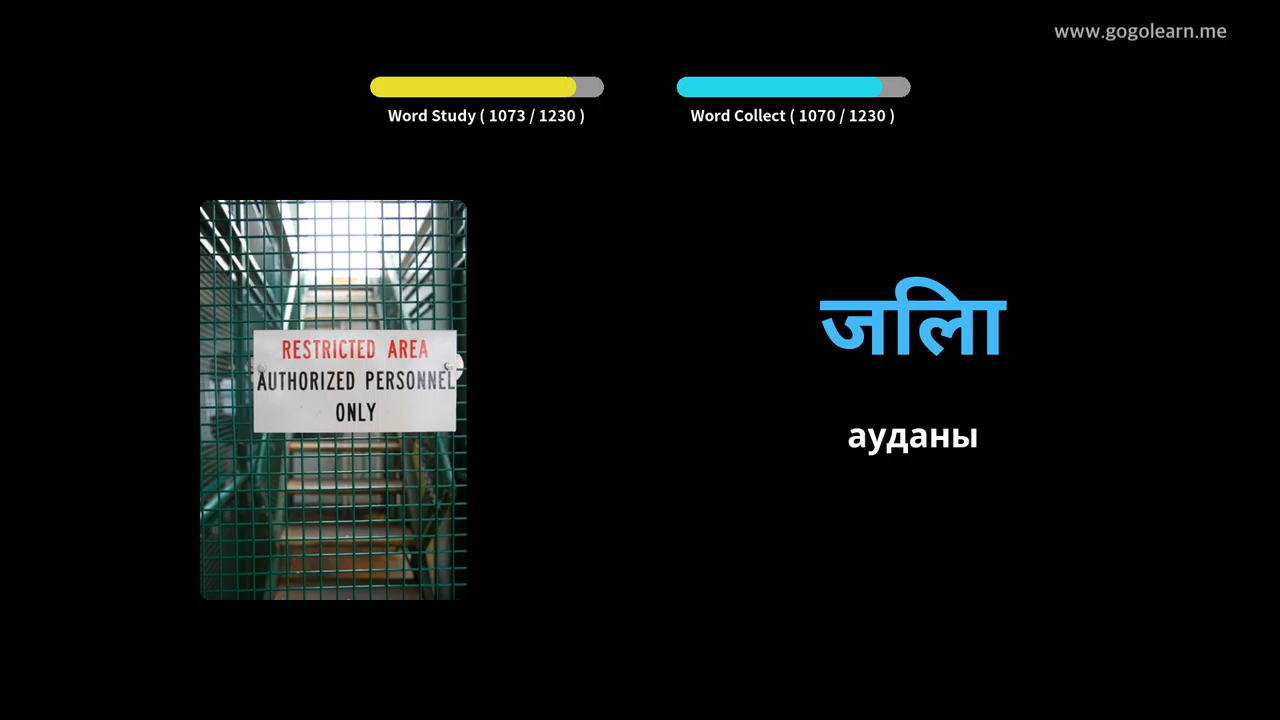 www.gogolearn.me
Word Study ( 1073 / 1230 )
Word Collect ( 1070 / 1230 )
RESTRICTED AREA
AUTHORIZED PERSONNEL
ONLY
जलिा
ауданы